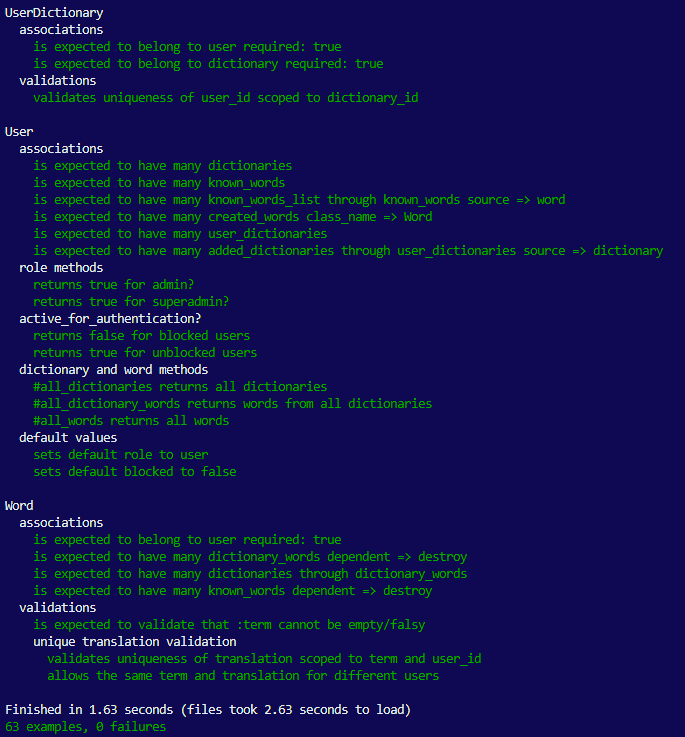 UserDictionary
associations
is expected to belong to user required: true
is expected to belong to dictionary required: true
validations
validates uniqueness of user_id scoped to dictionary_id
User
associations
is expected to have many dictionaries
is expected to have many known_words
is expected to have many known_words_list through known_words source => word
is expected to have many created_words class_name => Word
is expected to have many user_dictionaries
is expected to have many added_dictionaries through user_dictionaries source => dictionary
role methods
returns true for admin?
returns true for superadmin?
active_for_authentication?
returns false for blocked users
returns true for unblocked users
dictionary and word methods
#all_dictionaries returns all dictionaries
#all_dictionary_words returns words from all dictionaries
#all_words returns all words
default values
sets default role to user
sets default blocked to false
Word
associations
is expected to belong to user required: true
is expected to have many dictionary_words dependent => destroy
is expected to have many dictionaries through dictionary_words
is expected to have many known_words dependent => destroy
validations
is expected to validate that :term cannot be empty/falsy
unique translation validation
validates uniqueness of translation scoped to term and user_id
allows the same term and translation for different users
Finished in 1.63 seconds (files took 2.63 seconds to load)
63 examples, 0 failures